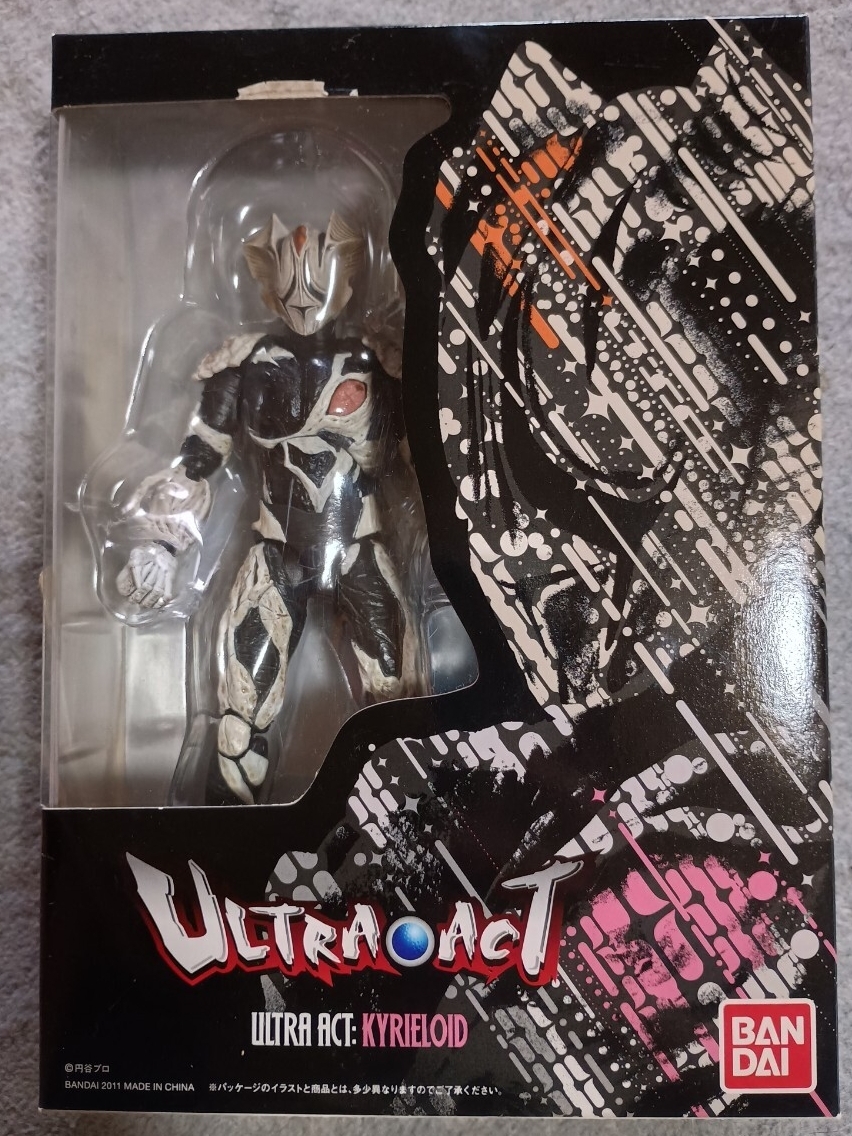 ULTRA ACT
ULTRA ACT: KYRIELOID
©円谷プロ
BANDAI 2011 MADE IN CHINA ※パッケージのイラストと商品とは、多少異なりますのでご了承ください。
BAN
DAI